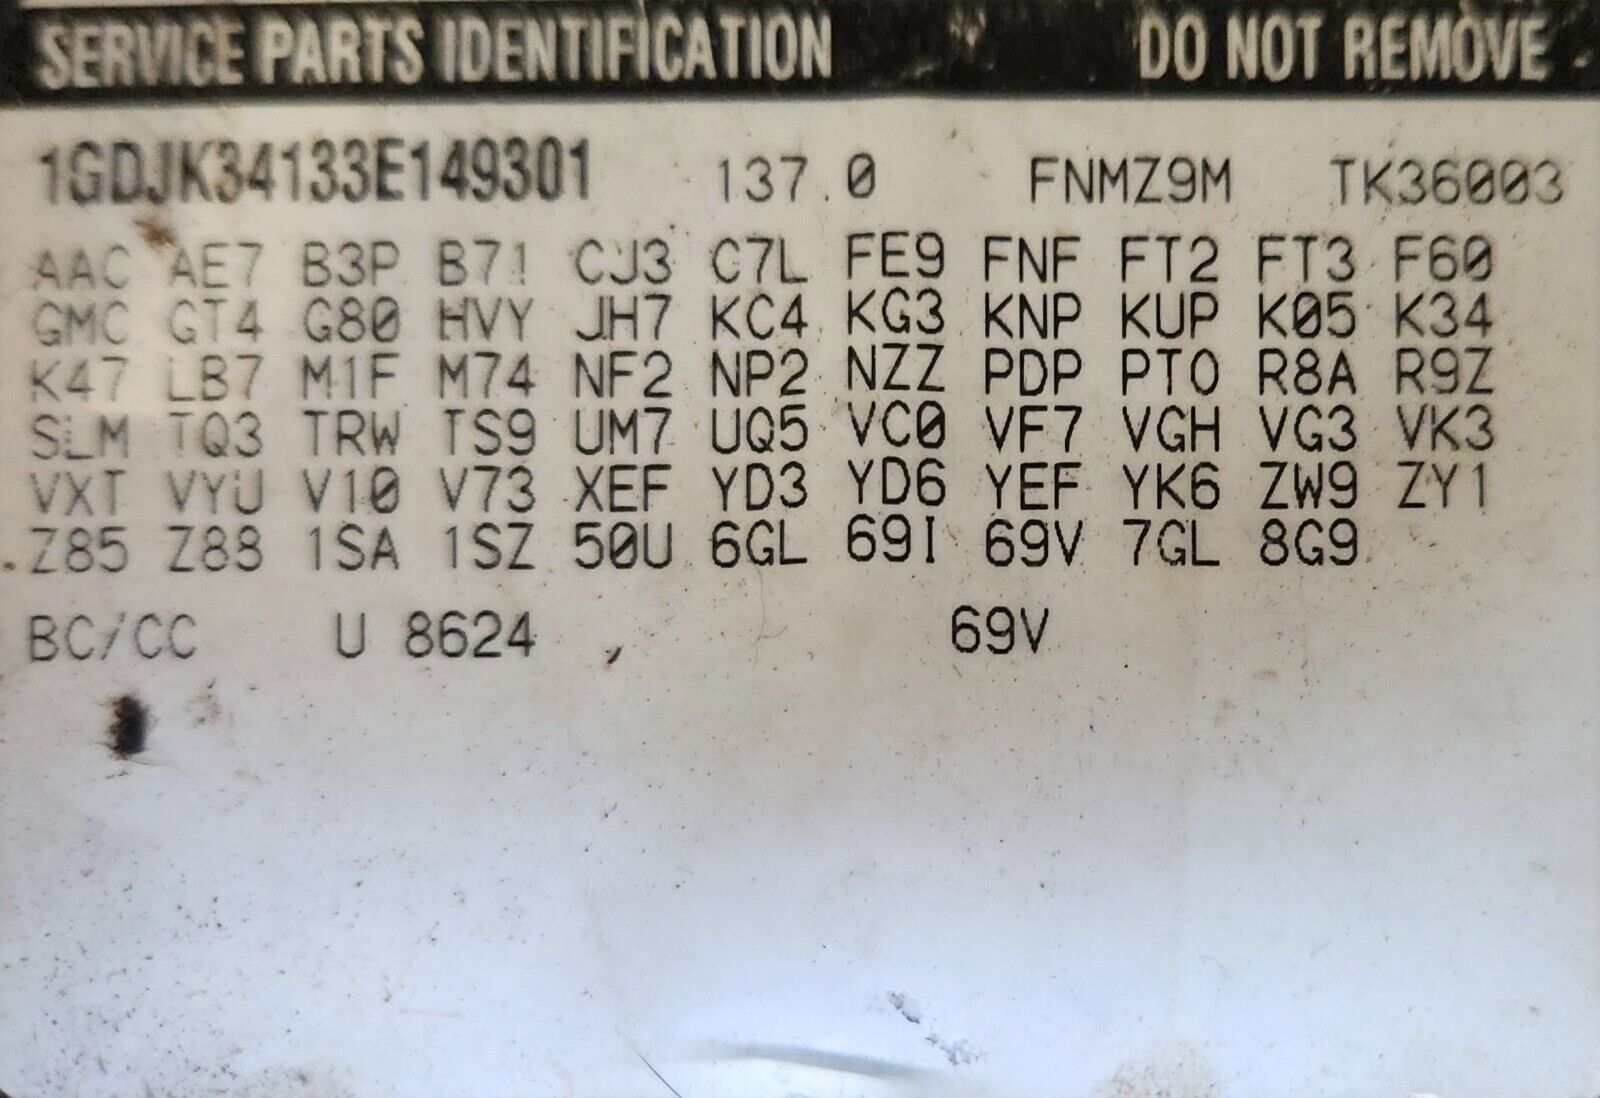 SERVICE PARTS IDENTIFICATION DO NOT REMOVE
1GDJK34133E149301 137.0 FNMZ9M TK36003
AAC AE7 B3P B71 CJ3 C7L FE9 FNF FT2 FT3 F60
GMC GT4 G80 HVY JH7 KC4 KG3 KNP KUP K05 K34
K47 LB7 M1F M74 NF2 NP2 NZZ PDP PTO R8A R9Z
SLM TQ3 TRW TS9 UM7 UQ5 VC0 VF7 VGH VG3 VK3
VXT VYU V10 V73 XEF YD3 YD6 YEF YK6 ZW9 ZY1
Z85 Z88 1SA 1SZ 50U 6GL 69I 69V 7GL 8G9
BC/CC U 8624 69V